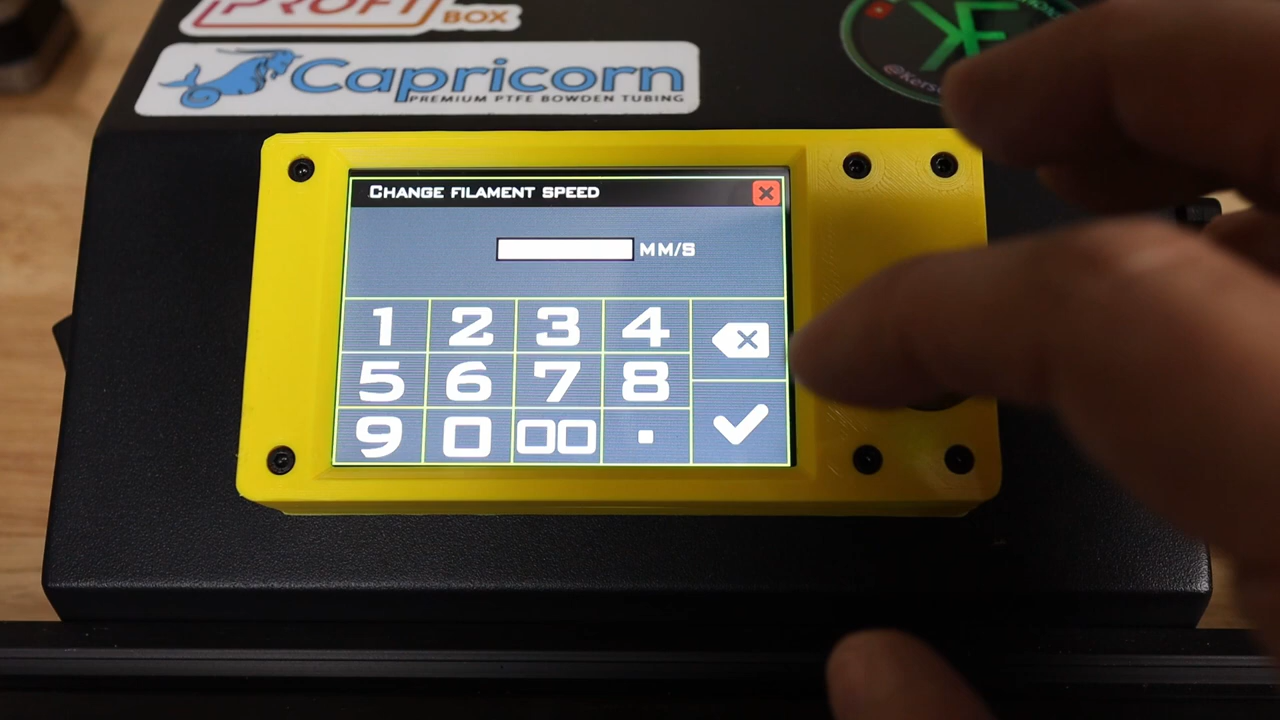 PROFI
BOX
Capricorn
PREMIUM PTFE BOWDEN TUBING
KF
CHANGE FILAMENT SPEED
MM/S
1 2 3 4
5 6 7 8
9 0 00 .